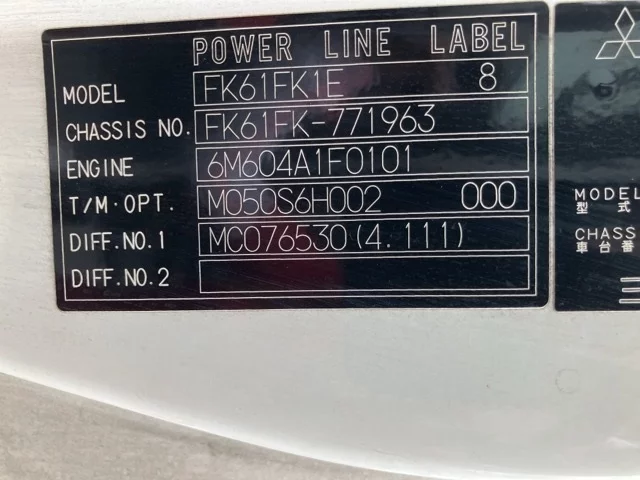 POWER LINE LABEL
MODEL FK61FK1E 8
CHASSIS NO. FK61FK-771963
ENGINE 6M604A1F0101
T/M·OPT. M050S6H002 000
DIFF.NO.1 MC076530(4.111)
DIFF.NO.2
MODEL
型式
CHASS
車台番
三